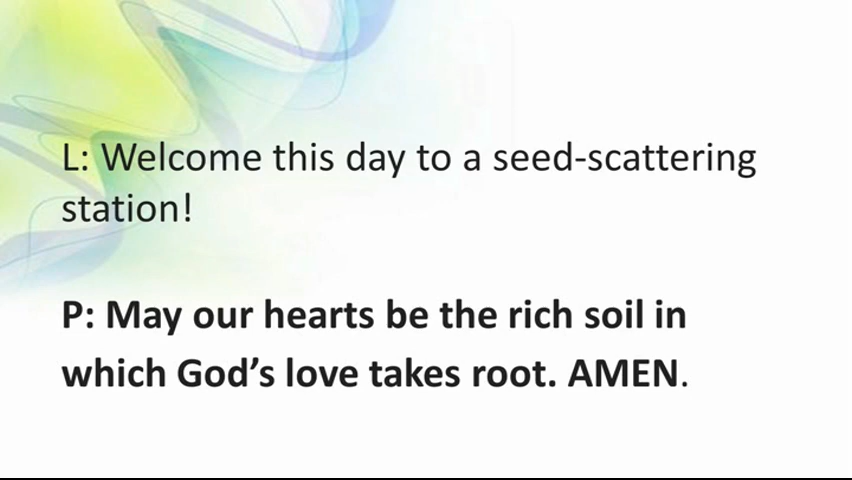 L: Welcome this day to a seed-scattering
station!
P: May our hearts be the rich soil in
which God’s love takes root. AMEN.